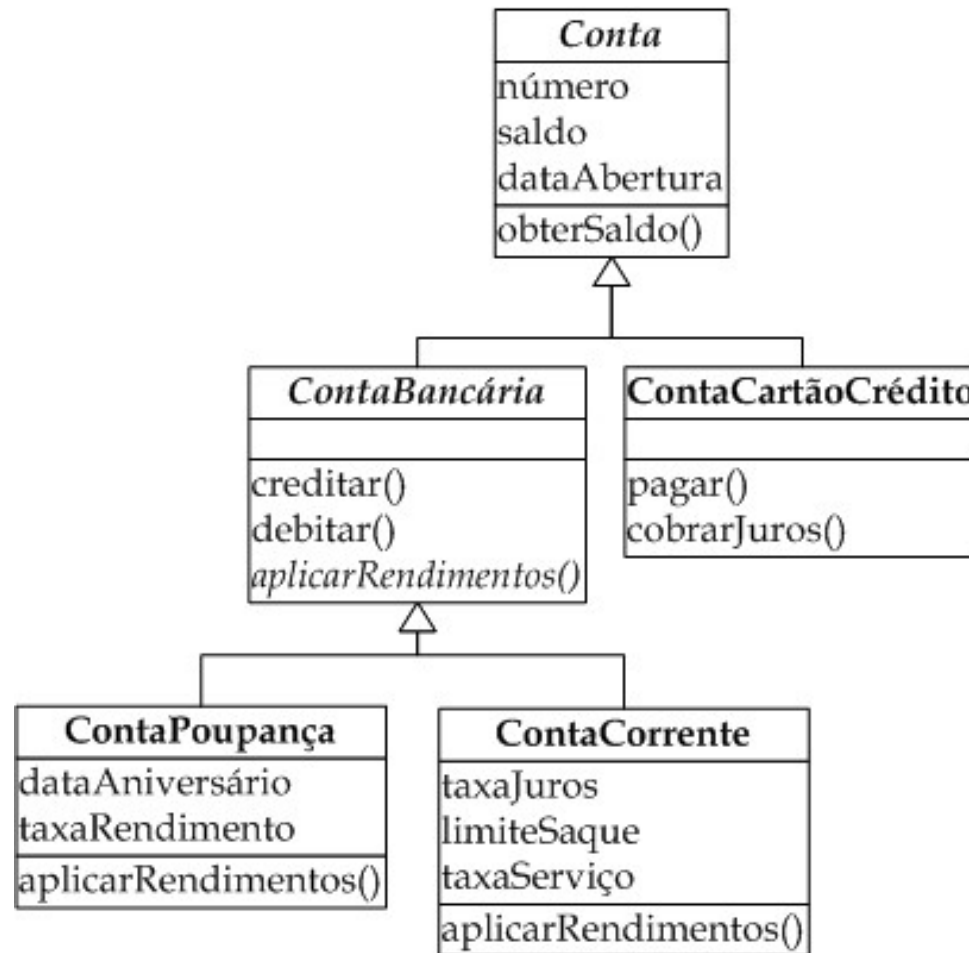 Conta
número
saldo
dataAbertura
obterSaldo()
ContaBancária
creditar()
debitar()
aplicarRendimentos()
ContaCartãoCrédito
pagar()
cobrarJuros()
ContaPoupança
dataAniversário
taxaRendimento
aplicarRendimentos()
ContaCorrente
taxaJuros
limiteSaque
taxaServiço
aplicarRendimentos()